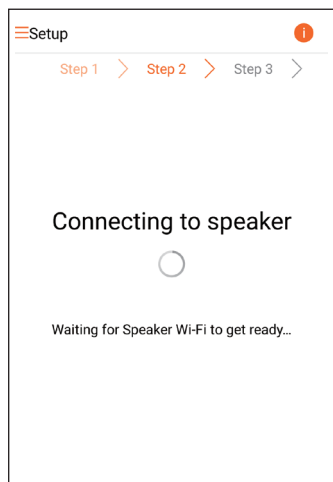 Setup
i
Step 1 > Step 2 > Step 3 >
Connecting to speaker
Waiting for Speaker Wi-Fi to get ready...